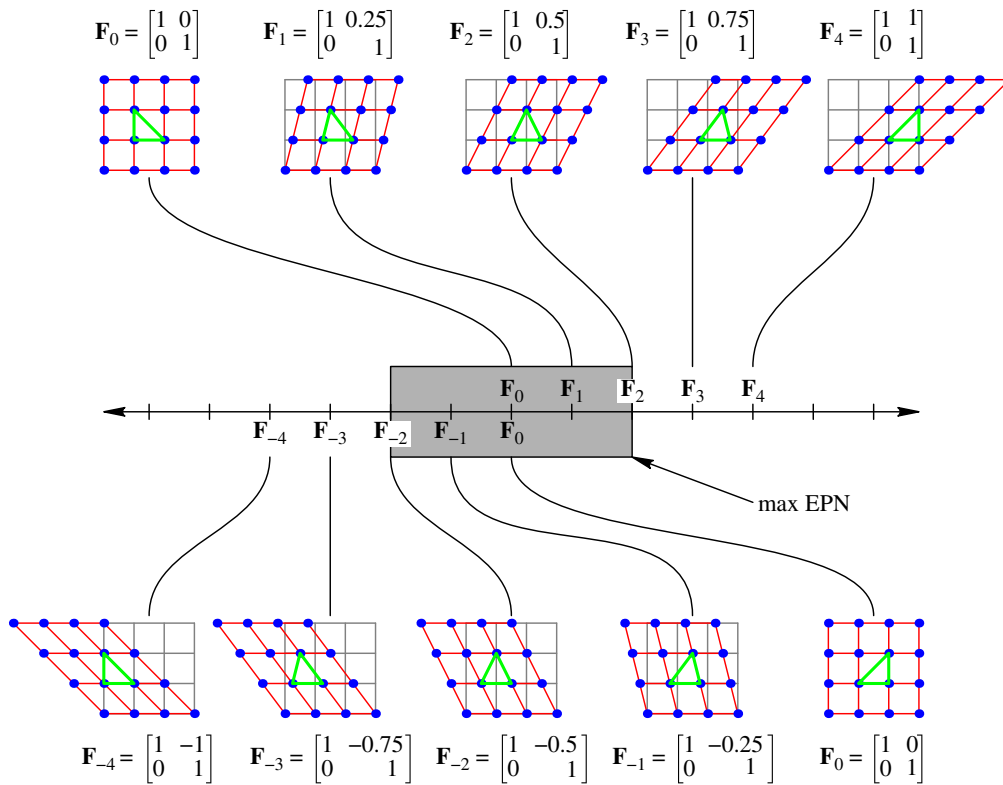 F₀ = [1 0; 0 1]
F₁ = [1 0.25; 0 1]
F₂ = [1 0.5; 0 1]
F₃ = [1 0.75; 0 1]
F₄ = [1 1; 0 1]
F₀ F₁ F₂ F₃ F₄
F₋₄ F₋₃ F₋₂ F₋₁ F₀
max EPN
F₋₄ = [1 −1; 0 1]
F₋₃ = [1 −0.75; 0 1]
F₋₂ = [1 −0.5; 0 1]
F₋₁ = [1 −0.25; 0 1]
F₀ = [1 0; 0 1]